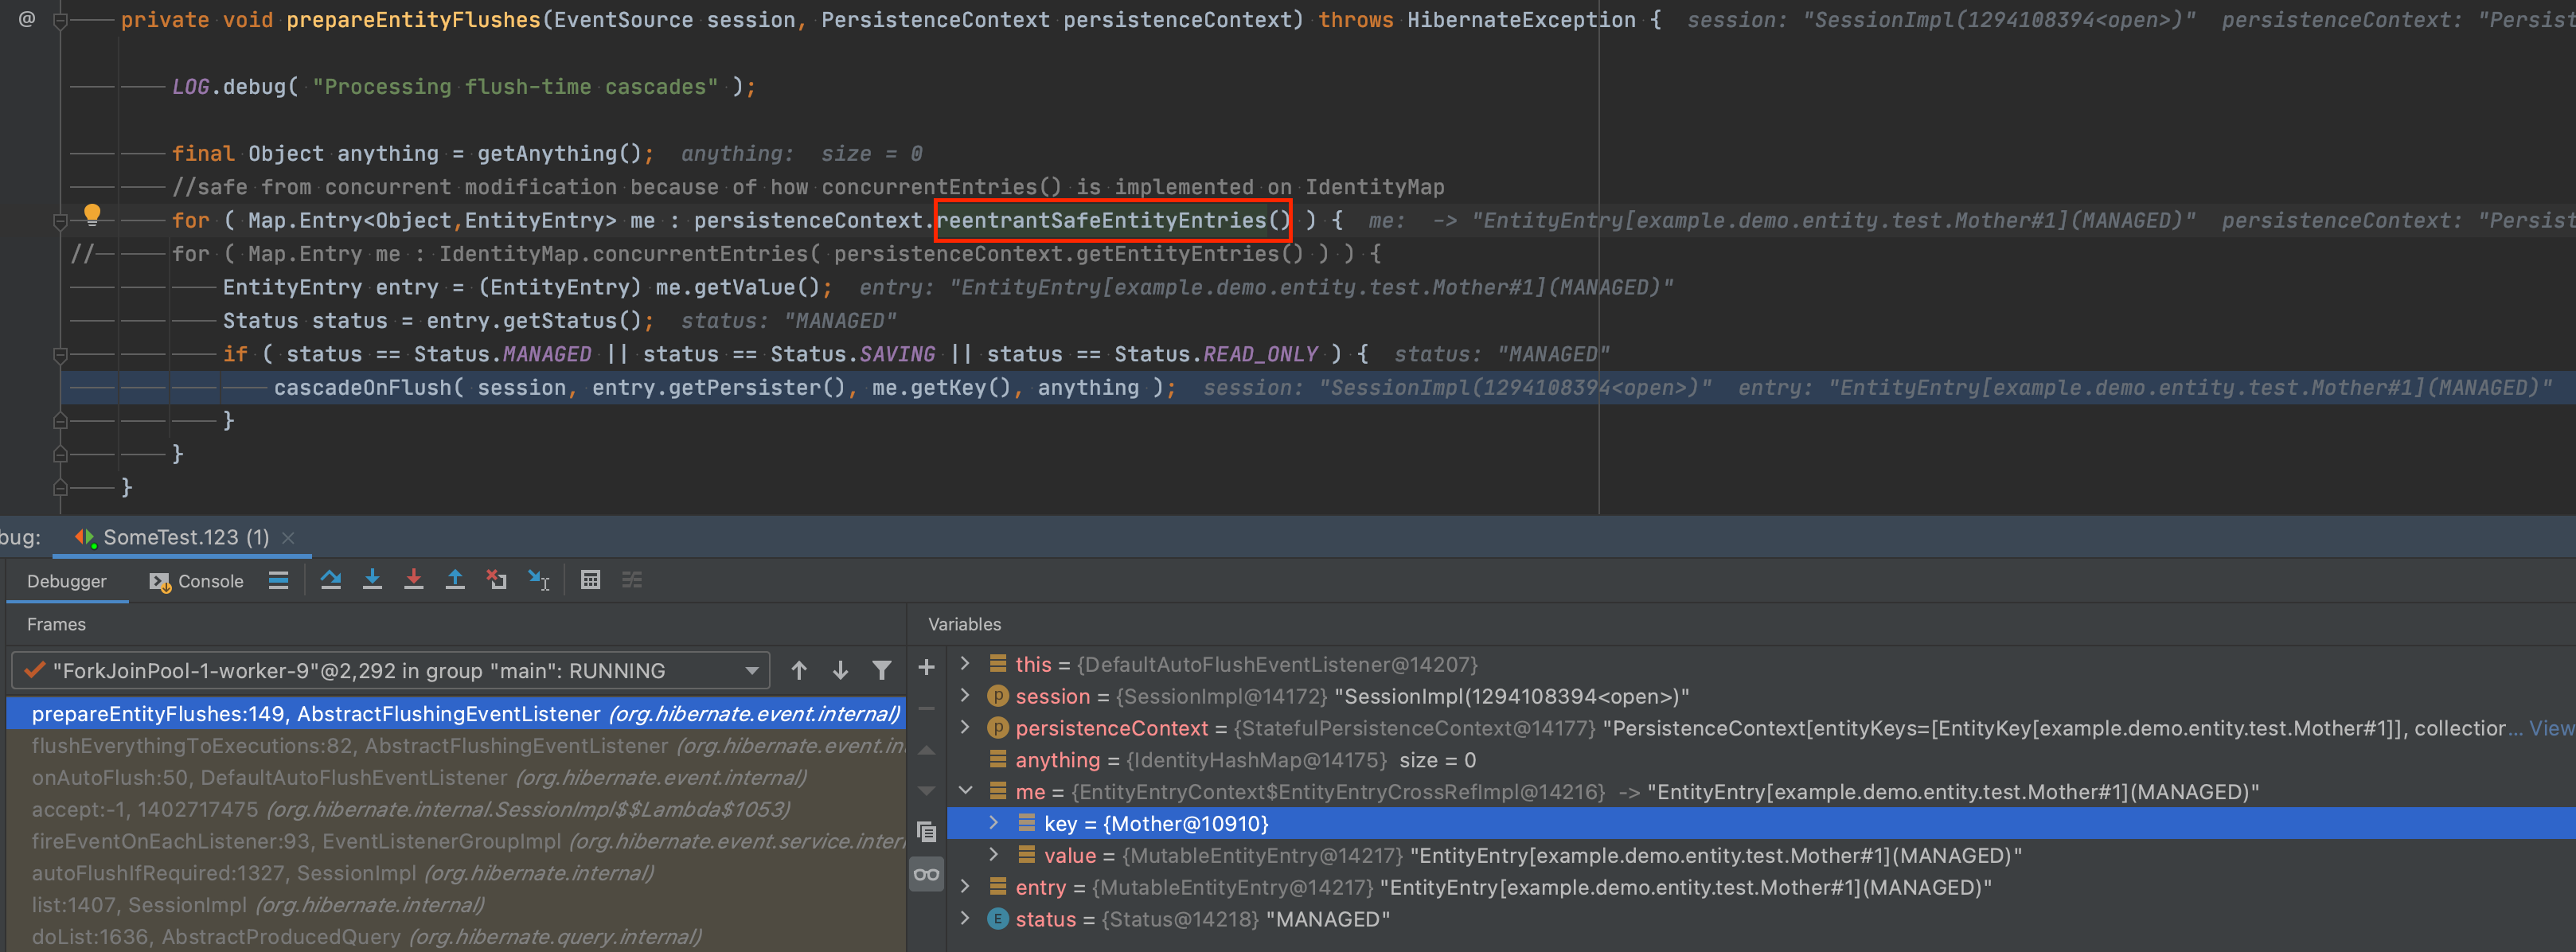 @ private void prepareEntityFlushes(EventSource session, PersistenceContext persistenceContext) throws HibernateException { session: "SessionImpl(1294108394<open>)" persistenceContext: "Persist
LOG.debug( "Processing flush-time cascades" );
final Object anything = getAnything(); anything: size = 0
//safe from concurrent modification because of how concurrentEntries() is implemented on IdentityMap
for ( Map.Entry<Object,EntityEntry> me : persistenceContext.reentrantSafeEntityEntries() ) { me: -> "EntityEntry[example.demo.entity.test.Mother#1](MANAGED)" persistenceContext: "Persist
// for ( Map.Entry me : IdentityMap.concurrentEntries( persistenceContext.getEntityEntries() ) ) {
EntityEntry entry = (EntityEntry) me.getValue(); entry: "EntityEntry[example.demo.entity.test.Mother#1](MANAGED)"
Status status = entry.getStatus(); status: "MANAGED"
if ( status == Status.MANAGED || status == Status.SAVING || status == Status.READ_ONLY ) { status: "MANAGED"
cascadeOnFlush( session, entry.getPersister(), me.getKey(), anything ); session: "SessionImpl(1294108394<open>)" entry: "EntityEntry[example.demo.entity.test.Mother#1](MANAGED)"
}
}
}
bug: SomeTest.123 (1)
Debugger Console
Frames
"ForkJoinPool-1-worker-9"@2,292 in group "main": RUNNING
prepareEntityFlushes:149, AbstractFlushingEventListener (org.hibernate.event.internal)
flushEverythingToExecutions:82, AbstractFlushingEventListener (org.hibernate.event.in
onAutoFlush:50, DefaultAutoFlushEventListener (org.hibernate.event.internal)
accept:-1, 1402717475 (org.hibernate.internal.SessionImpl$$Lambda$1053)
fireEventOnEachListener:93, EventListenerGroupImpl (org.hibernate.event.service.inter
autoFlushIfRequired:1327, SessionImpl (org.hibernate.internal)
list:1407, SessionImpl (org.hibernate.internal)
doList:1636, AbstractProducedQuery (org.hibernate.query.internal)
Variables
this = {DefaultAutoFlushEventListener@14207}
p session = {SessionImpl@14172} "SessionImpl(1294108394<open>)"
p persistenceContext = {StatefulPersistenceContext@14177} "PersistenceContext[entityKeys=[EntityKey[example.demo.entity.test.Mother#1]], collection... View
anything = {IdentityHashMap@14175} size = 0
me = {EntityEntryContext$EntityEntryCrossRefImpl@14216} -> "EntityEntry[example.demo.entity.test.Mother#1](MANAGED)"
key = {Mother@10910}
value = {MutableEntityEntry@14217} "EntityEntry[example.demo.entity.test.Mother#1](MANAGED)"
entry = {MutableEntityEntry@14217} "EntityEntry[example.demo.entity.test.Mother#1](MANAGED)"
E status = {Status@14218} "MANAGED"